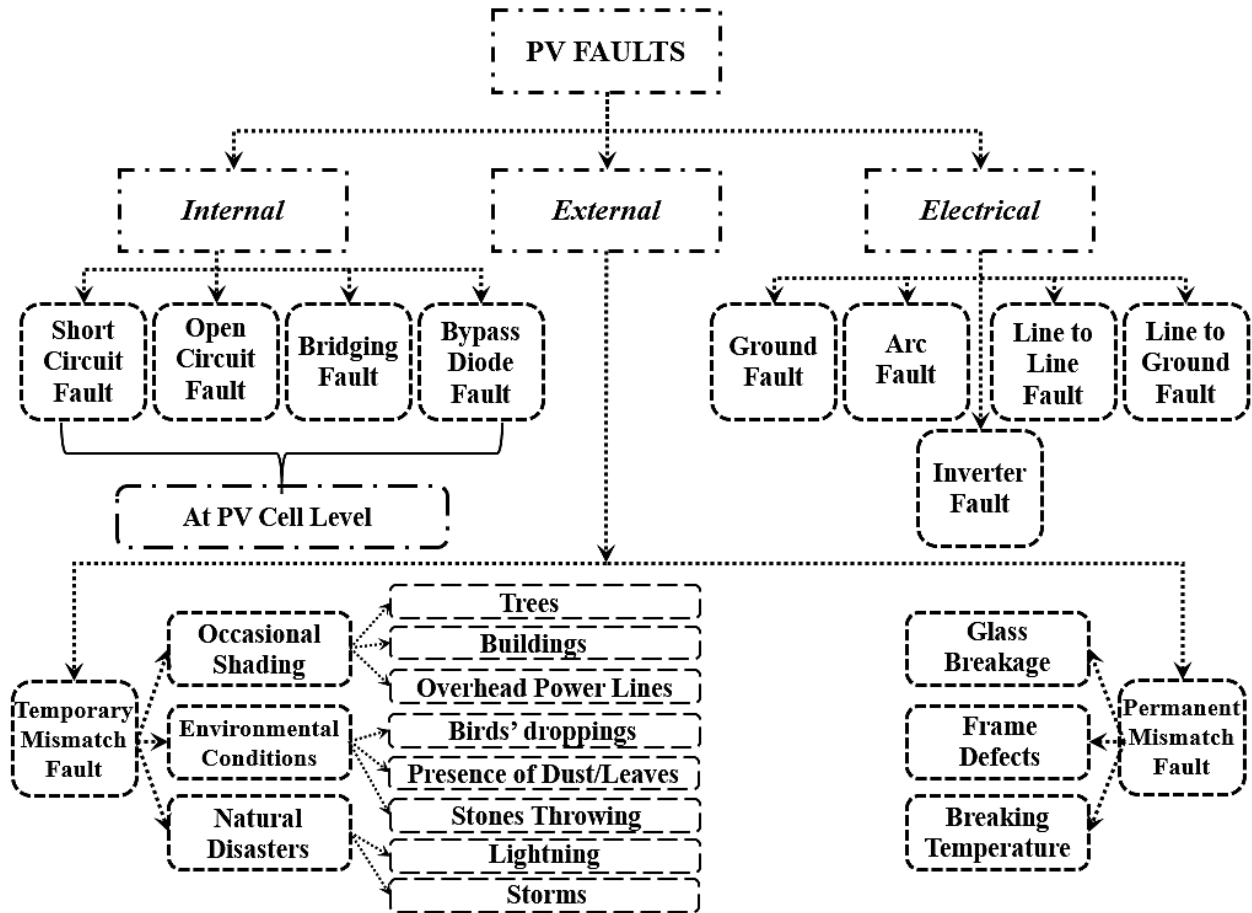 PV FAULTS
Internal
External
Electrical
Short
Circuit
Fault
Open
Circuit
Fault
Bridging
Fault
Bypass
Diode
Fault
Ground
Fault
Arc
Fault
Line to
Line
Fault
Line to
Ground
Fault
Inverter
Fault
At PV Cell Level
Temporary
Mismatch
Fault
Occasional
Shading
Trees
Buildings
Overhead Power Lines
Environmental
Conditions
Birds’ droppings
Presence of Dust/Leaves
Stones Throwing
Natural
Disasters
Lightning
Storms
Glass
Breakage
Frame
Defects
Breaking
Temperature
Permanent
Mismatch
Fault